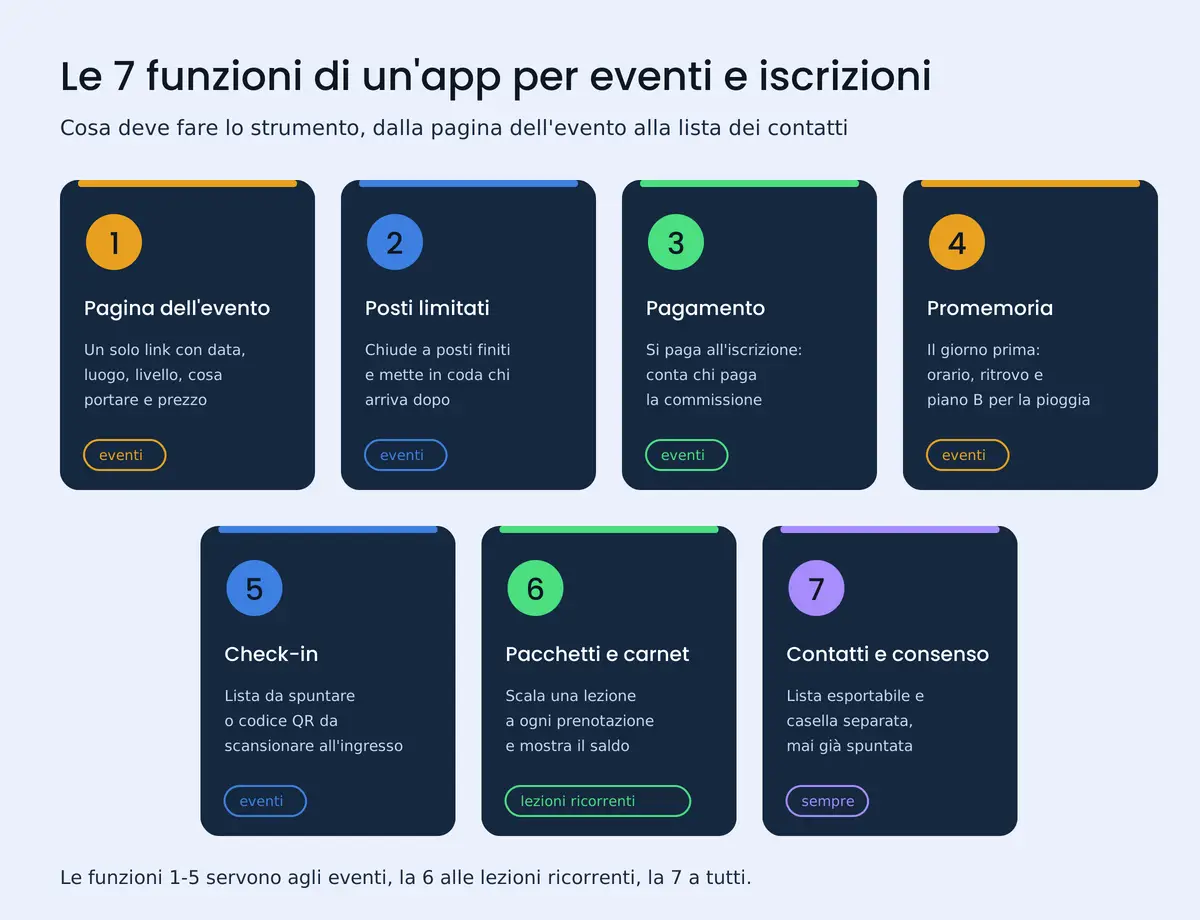 Le 7 funzioni di un'app per eventi e iscrizioni
Cosa deve fare lo strumento, dalla pagina dell'evento alla lista dei contatti
1
Pagina dell'evento
Un solo link con data,
luogo, livello, cosa
portare e prezzo
eventi
2
Posti limitati
Chiude a posti finiti
e mette in coda chi
arriva dopo
eventi
3
Pagamento
Si paga all'iscrizione:
conta chi paga
la commissione
eventi
4
Promemoria
Il giorno prima:
orario, ritrovo e
piano B per la pioggia
eventi
5
Check-in
Lista da spuntare
o codice QR da
scansionare all'ingresso
eventi
6
Pacchetti e carnet
Scala una lezione
a ogni prenotazione
e mostra il saldo
lezioni ricorrenti
7
Contatti e consenso
Lista esportabile e
casella separata,
mai già spuntata
sempre
Le funzioni 1-5 servono agli eventi, la 6 alle lezioni ricorrenti, la 7 a tutti.